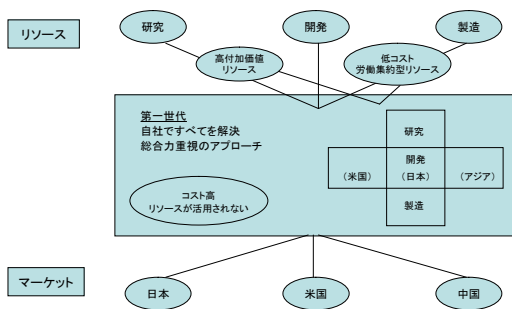 リソース
研究
開発
製造
高付加価値
リソース
低コスト
労働集約型リソース
第一世代
自社ですべてを解決
総合力重視のアプローチ
研究
開発
（米国）
（日本）
（アジア）
製造
コスト高
リソースが活用されない
マーケット
日本
米国
中国